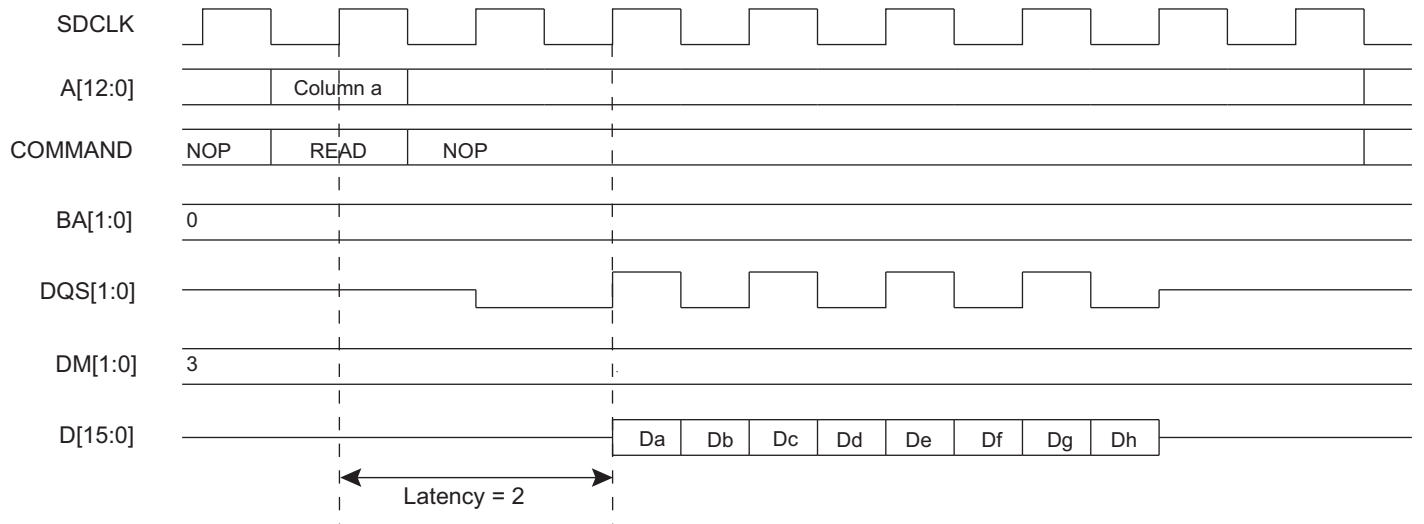 SDCLK
A[12:0] Column a
COMMAND NOP READ NOP
BA[1:0] 0
DQS[1:0]
DM[1:0] 3
D[15:0] Da Db Dc Dd De Df Dg Dh
Latency = 2